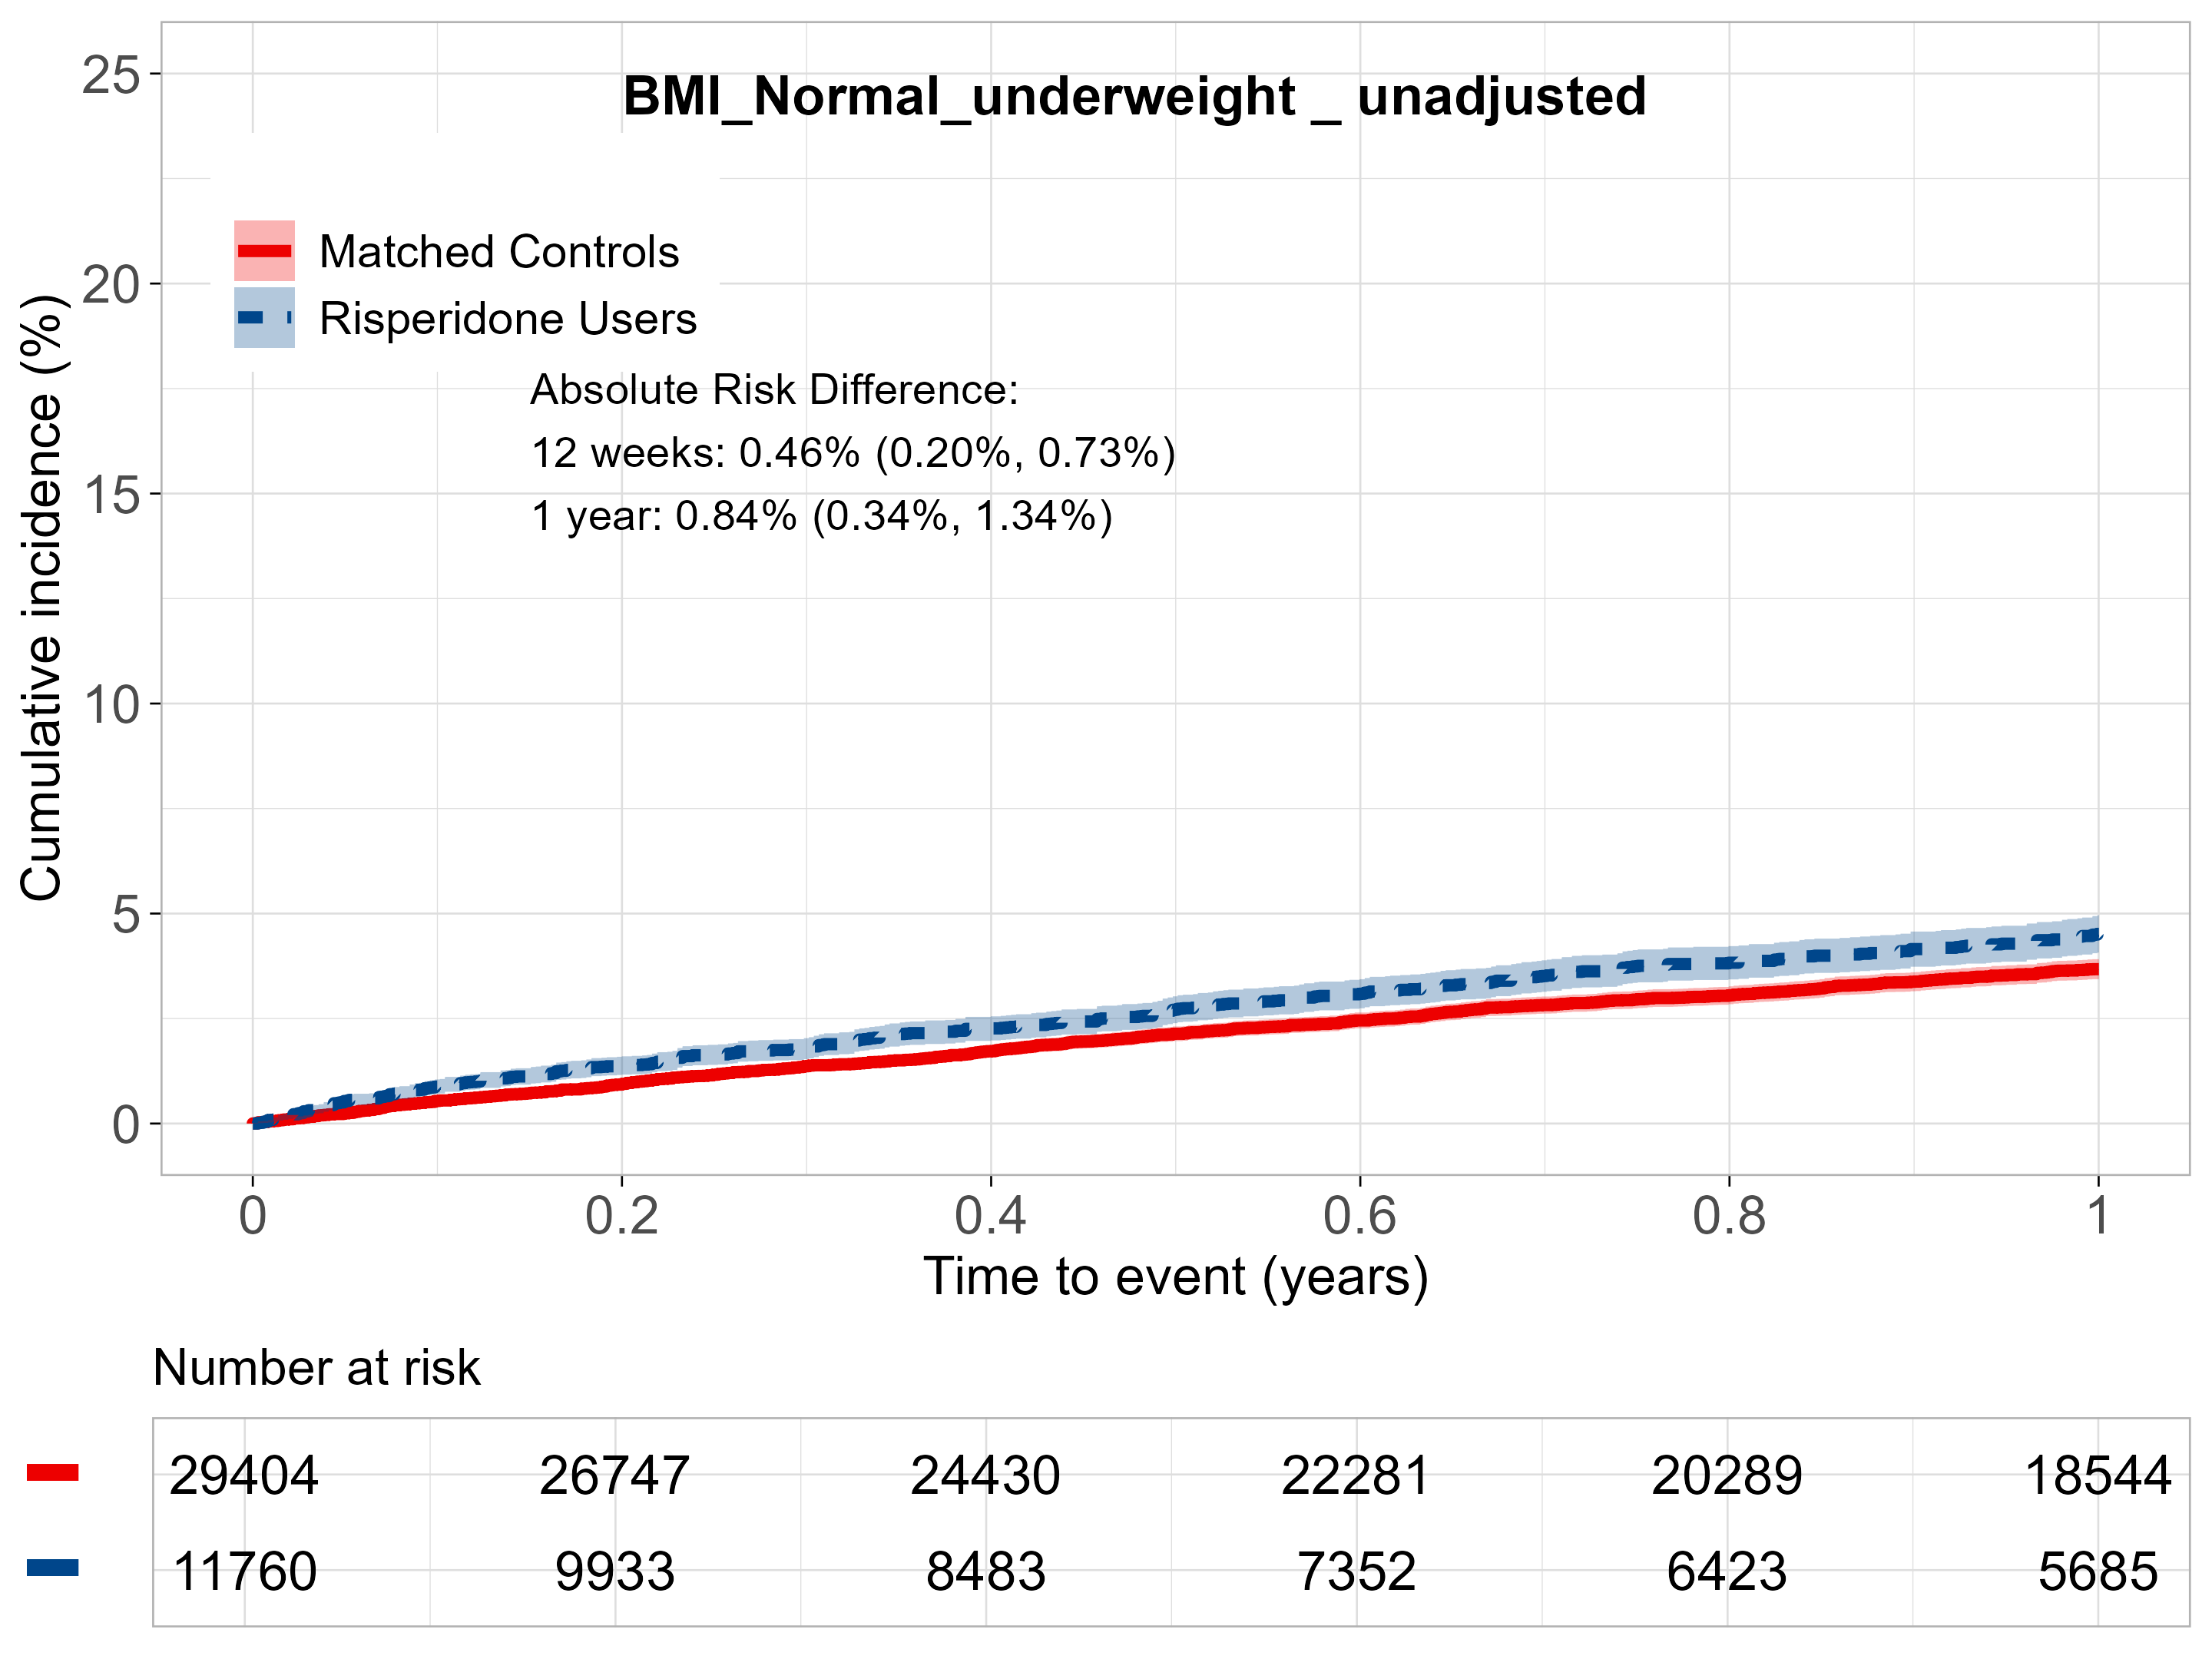 BMI_Normal_underweight _ unadjusted
25
20
15
10
5
0
Cumulative incidence (%)
Matched Controls
Risperidone Users
Absolute Risk Difference:
12 weeks: 0.46% (0.20%, 0.73%)
1 year: 0.84% (0.34%, 1.34%)
0 0.2 0.4 0.6 0.8 1
Time to event (years)
Number at risk
29404 26747 24430 22281 20289 18544
11760 9933 8483 7352 6423 5685